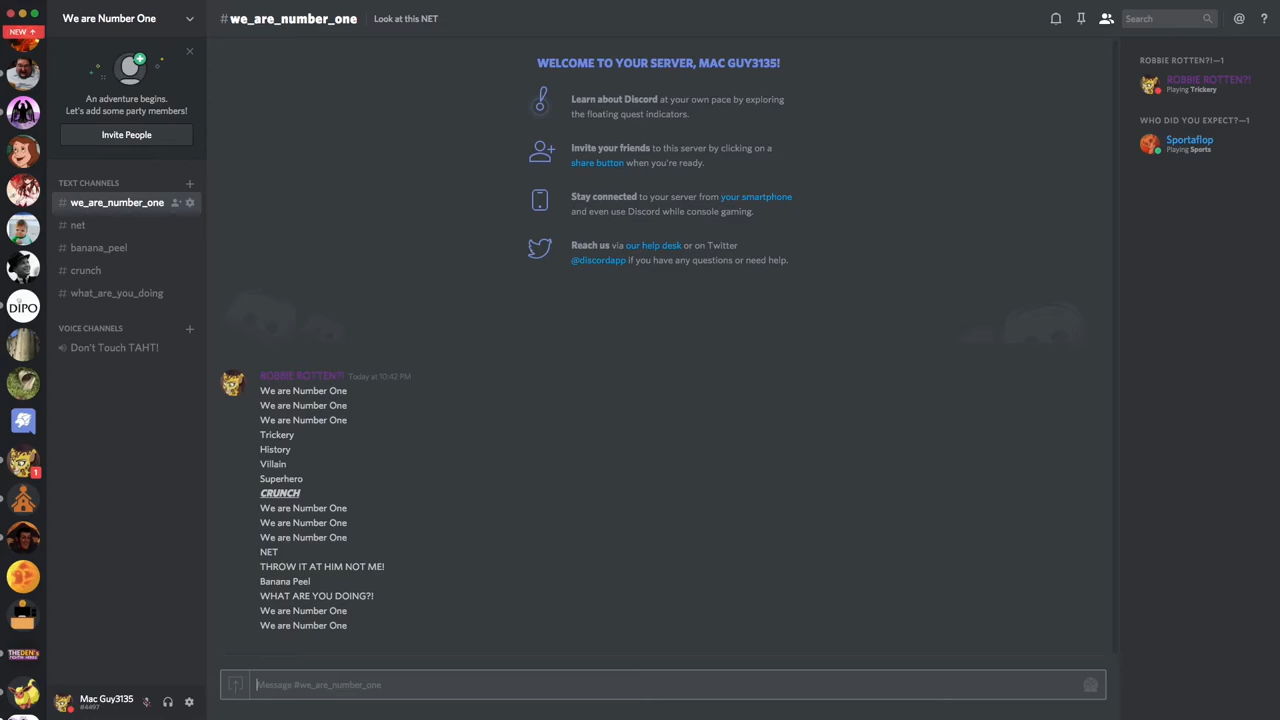 We are Number One
#we_are_number_one
Look at this NET
Search
NEW ↑
An adventure begins.
Let's add some party members!
Invite People
TEXT CHANNELS
# we_are_number_one
# net
# banana_peel
# crunch
# what_are_you_doing
VOICE CHANNELS
Don't Touch TAHT!
DIPO
1
THE DEN'S
Mac Guy3135
#4497
WELCOME TO YOUR SERVER, MAC GUY3135!
Learn about Discord at your own pace by exploring
the floating quest indicators.
Invite your friends to this server by clicking on a
share button when you're ready.
Stay connected to your server from your smartphone
and even use Discord while console gaming.
Reach us via our help desk or on Twitter
@discordapp if you have any questions or need help.
ROBBIE ROTTEN?! Today at 10:42 PM
We are Number One
We are Number One
We are Number One
Trickery
History
Villain
Superhero
CRUNCH
We are Number One
We are Number One
We are Number One
NET
THROW IT AT HIM NOT ME!
Banana Peel
WHAT ARE YOU DOING?!
We are Number One
We are Number One
Message #we_are_number_one
ROBBIE ROTTEN?!—1
ROBBIE ROTTEN?!
Playing Trickery
WHO DID YOU EXPECT?—1
Sportaflop
Playing Sports